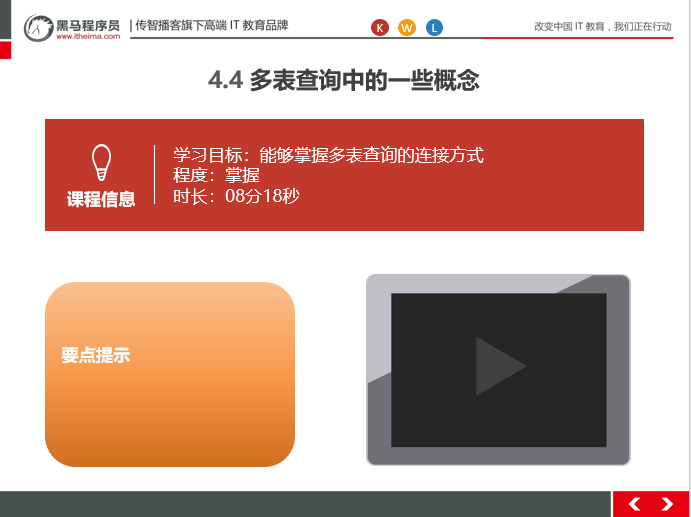 黑马程序员
www.itheima.com
传智播客旗下高端 IT 教育品牌
K W L
改变中国 IT 教育，我们正在行动
4.4 多表查询中的一些概念
课程信息
学习目标：能够掌握多表查询的连接方式
程度：掌握
时长：08分18秒
要点提示